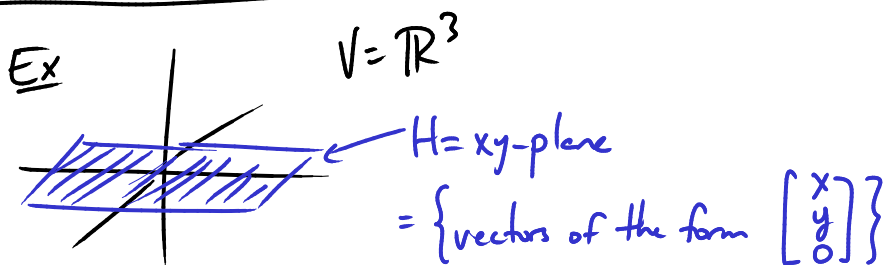 Ex V = ℝ³
H = xy-plane
= {vectors of the form [x y 0]}